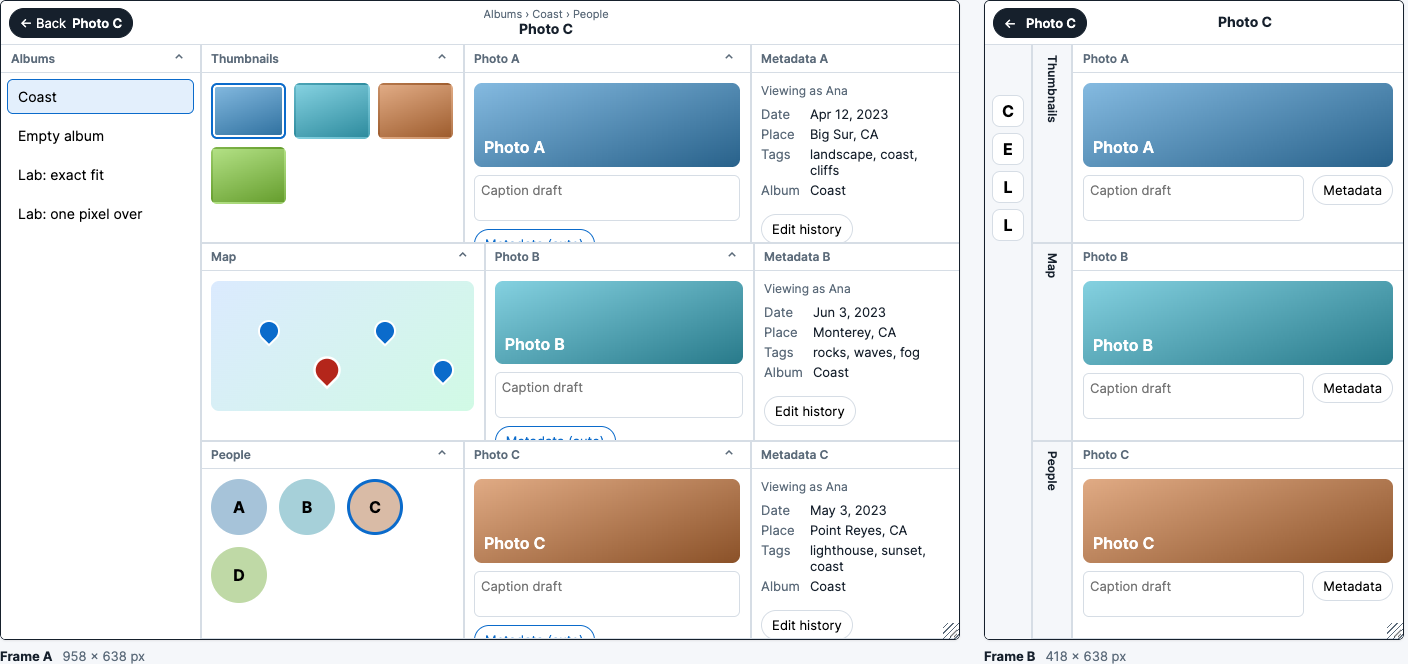 ← Back Photo C
Albums › Coast › People
Photo C
Albums
Coast
Empty album
Lab: exact fit
Lab: one pixel over
Thumbnails
Photo A
Photo A
Caption draft
Metadata (auto)
Metadata A
Viewing as Ana
Date Apr 12, 2023
Place Big Sur, CA
Tags landscape, coast,
cliffs
Album Coast
Edit history
Map
Photo B
Photo B
Caption draft
Metadata (auto)
Metadata B
Viewing as Ana
Date Jun 3, 2023
Place Monterey, CA
Tags rocks, waves, fog
Album Coast
Edit history
People
A B C
D
Photo C
Photo C
Caption draft
Metadata (auto)
Metadata C
Viewing as Ana
Date May 3, 2023
Place Point Reyes, CA
Tags lighthouse, sunset,
coast
Album Coast
Edit history
Frame A 958 × 638 px
← Photo C
Photo C
C
E
L
L
Thumbnails
Photo A
Photo A
Caption draft
Metadata
Map
Photo B
Photo B
Caption draft
Metadata
People
Photo C
Photo C
Caption draft
Metadata
Frame B 418 × 638 px